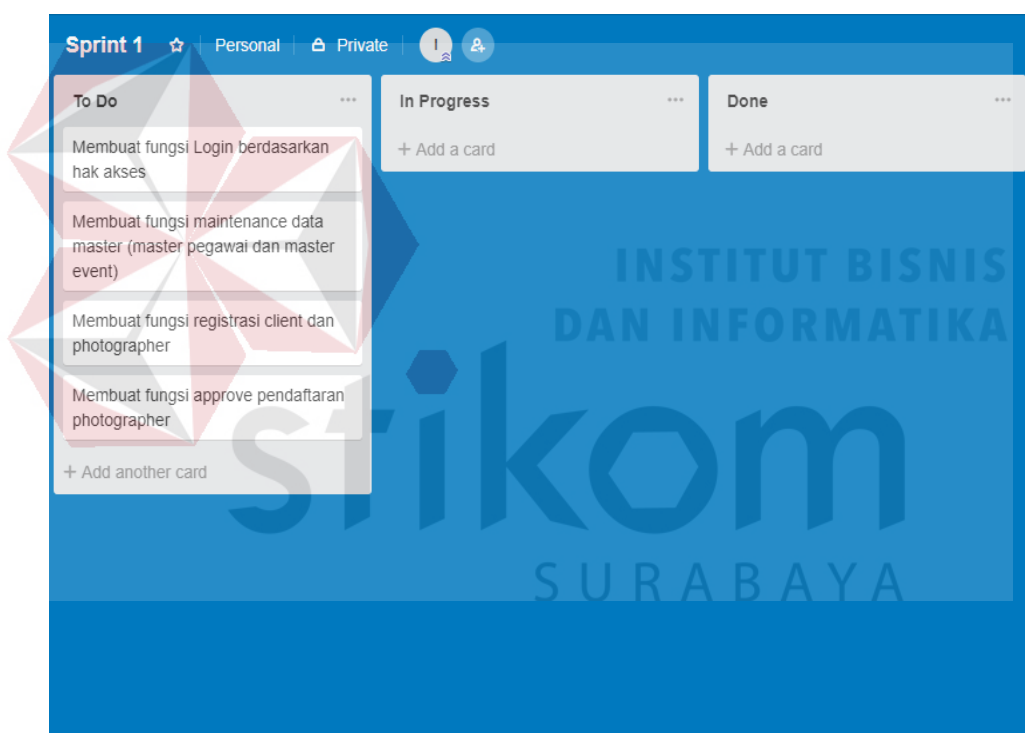 Sprint 1 Personal Private I
To Do
Membuat fungsi Login berdasarkan
hak akses
Membuat fungsi maintenance data
master (master pegawai dan master
event)
Membuat fungsi registrasi client dan
photographer
Membuat fungsi approve pendaftaran
photographer
+ Add another card
In Progress
+ Add a card
Done
+ Add a card
INSTITUT BISNIS
DAN INFORMATIKA
stikom
SURABAYA